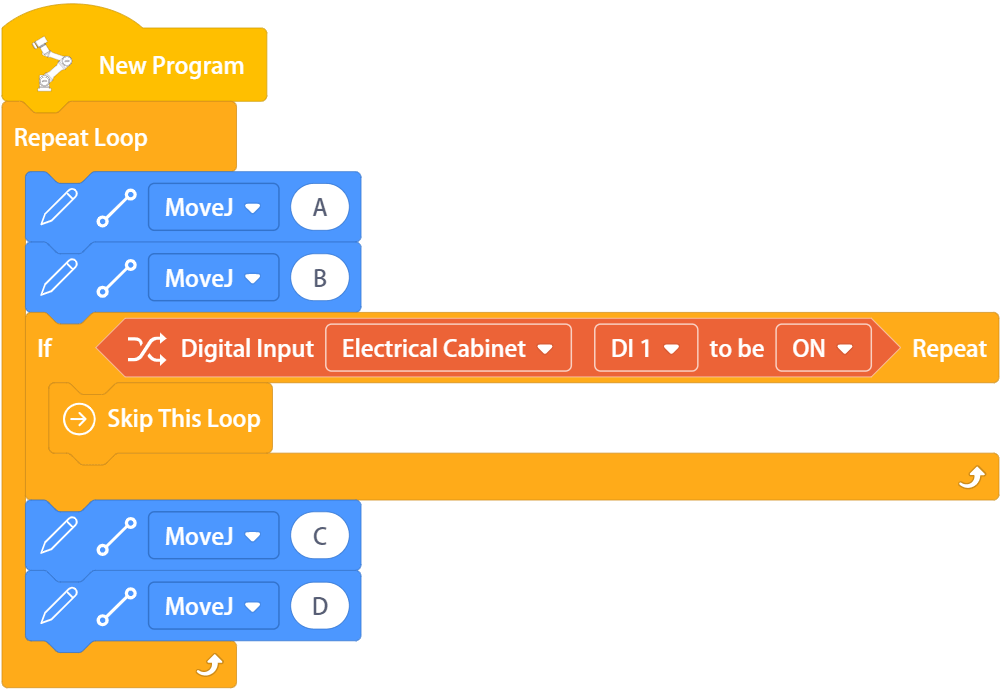 New Program
Repeat Loop
MoveJ A
MoveJ B
If Digital Input Electrical Cabinet DI 1 to be ON Repeat
Skip This Loop
MoveJ C
MoveJ D